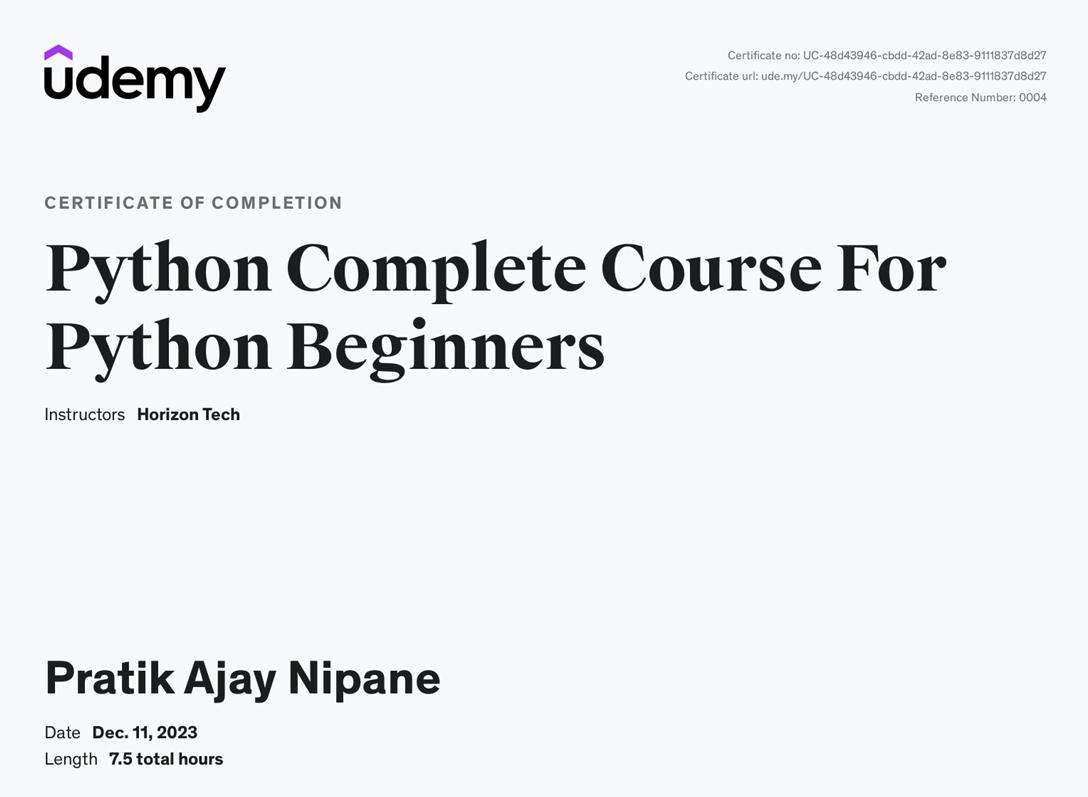 udemy
Certificate no: UC-48d43946-cbdd-42ad-8e83-9111837d8d27
Certificate url: ude.my/UC-48d43946-cbdd-42ad-8e83-9111837d8d27
Reference Number: 0004
CERTIFICATE OF COMPLETION
Python Complete Course For
Python Beginners
Instructors Horizon Tech
Pratik Ajay Nipane
Date Dec. 11, 2023
Length 7.5 total hours